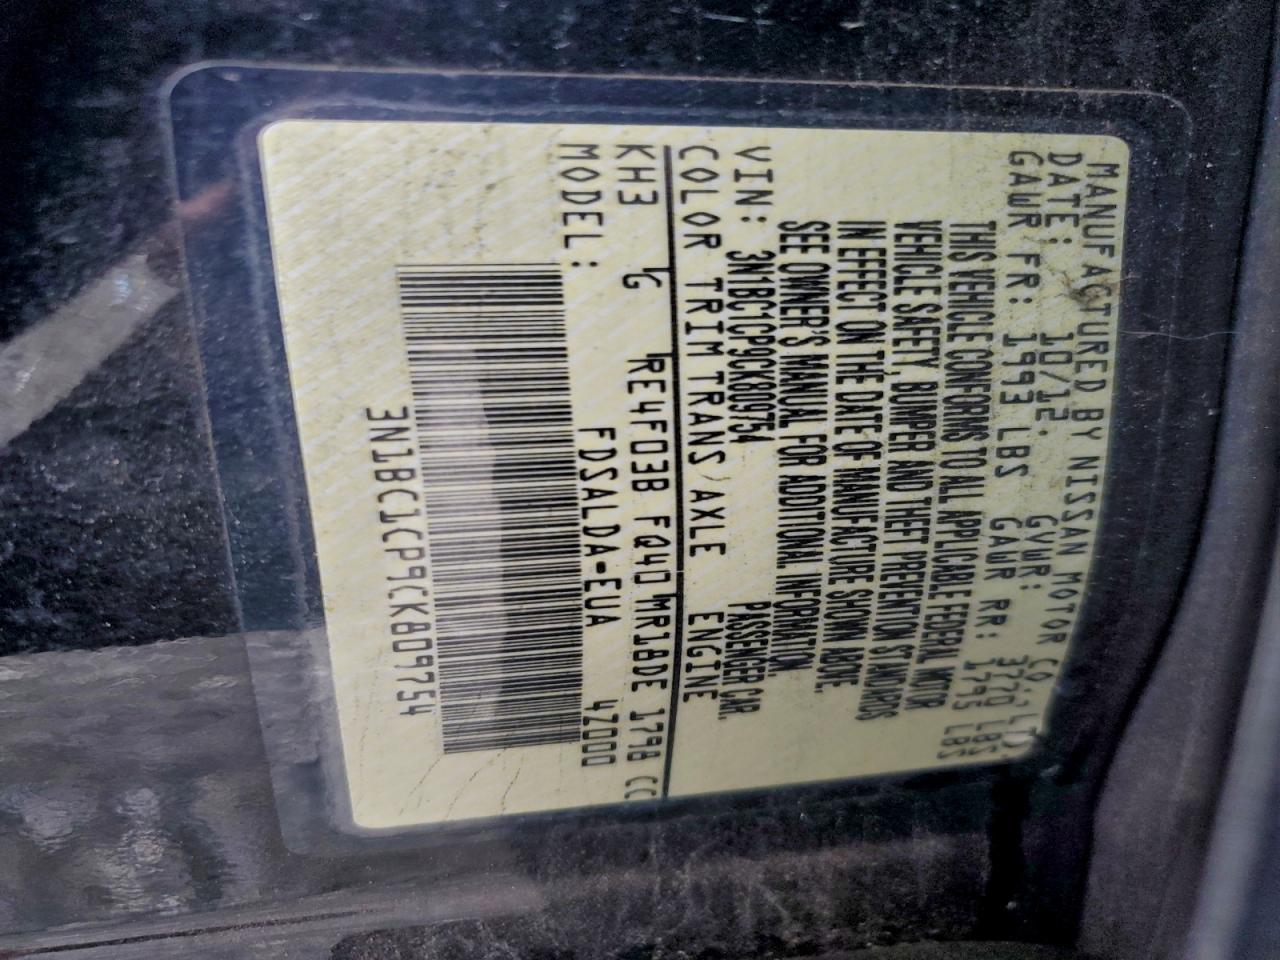 MANUFACTURED BY NISSAN MOTOR CO., LTD
DATE: 10/12. GVWR: 3770 LBS
GAWR FR: 1993 LBS GAWR RR: 1795 LBS
THIS VEHICLE CONFORMS TO ALL APPLICABLE FEDERAL MOTOR
VEHICLE SAFETY, BUMPER AND THEFT PREVENTION STANDARDS
IN EFFECT ON THE DATE OF MANUFACTURE SHOWN ABOVE.
SEE OWNER'S MANUAL FOR ADDITIONAL INFORMATION.
VIN: 3N1BC1CP9CK809754 PASSENGER CAR.
COLOR TRIM TRANS/AXLE ENGINE
KH3 G RE4F03B FQ40 MR18DE 1798 CC
MODEL: FDSALDA-EUA 4Z000
3N1BC1CP9CK809754